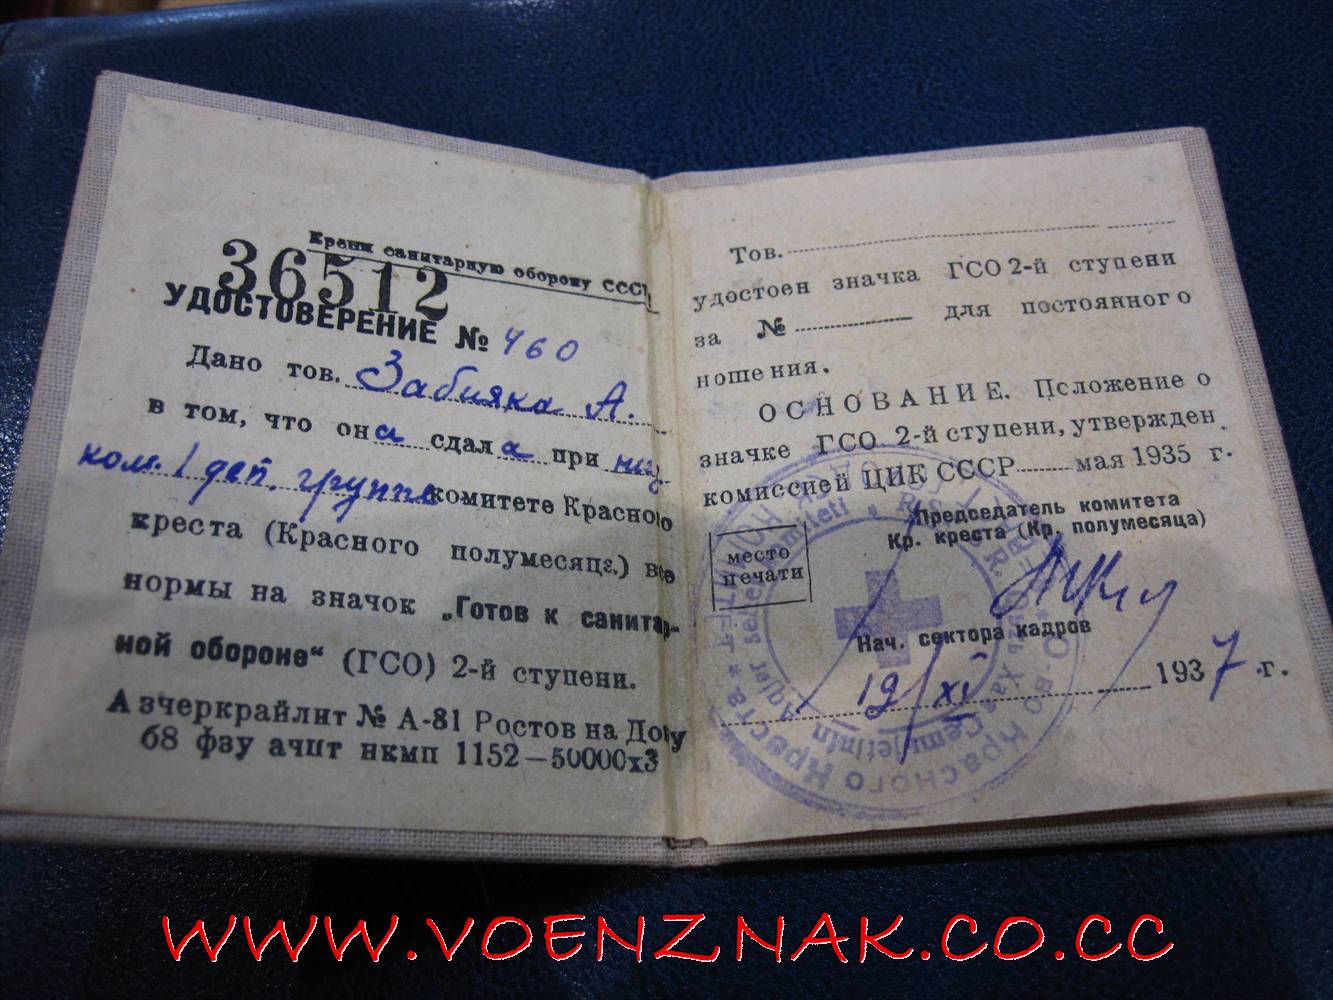 Крепи санитарную оборону СССР
36512
УДОСТОВЕРЕНИЕ № 460
Дано тов. Забияка А.
в том, что она сдала при
ком. 1 деп. группе комитете Красного
креста (Красного полумесяца.) все
нормы на значок „Готов к санитар-
ной обороне“ (ГСО) 2-й ступени.
Азчеркрайлит № А-81 Ростов на Дону
68 фзу ачпт нкмп 1152—50000х3
Тов.
удостоен значка ГСО 2-й ступени
за № для постоянного
ношения.
ОСНОВАНИЕ. Положение о
значке ГСО 2-й ступени, утвержден.
комиссией ЦИК СССР мая 1935 г.
Председатель комитета
Кр. креста (Кр. полумесяца)
место
печати
Нач. сектора кадров
19/XI 1937 г.
О-во Красного Креста
WWW.VOENZNAK.CO.CC